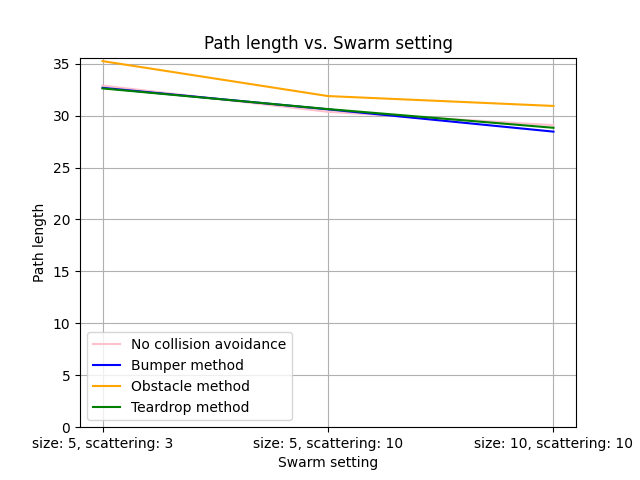 Path length vs. Swarm setting
35
30
25
20
15
10
5
0
Path length
No collision avoidance
Bumper method
Obstacle method
Teardrop method
size: 5, scattering: 3
size: 5, scattering: 10
size: 10, scattering: 10
Swarm setting